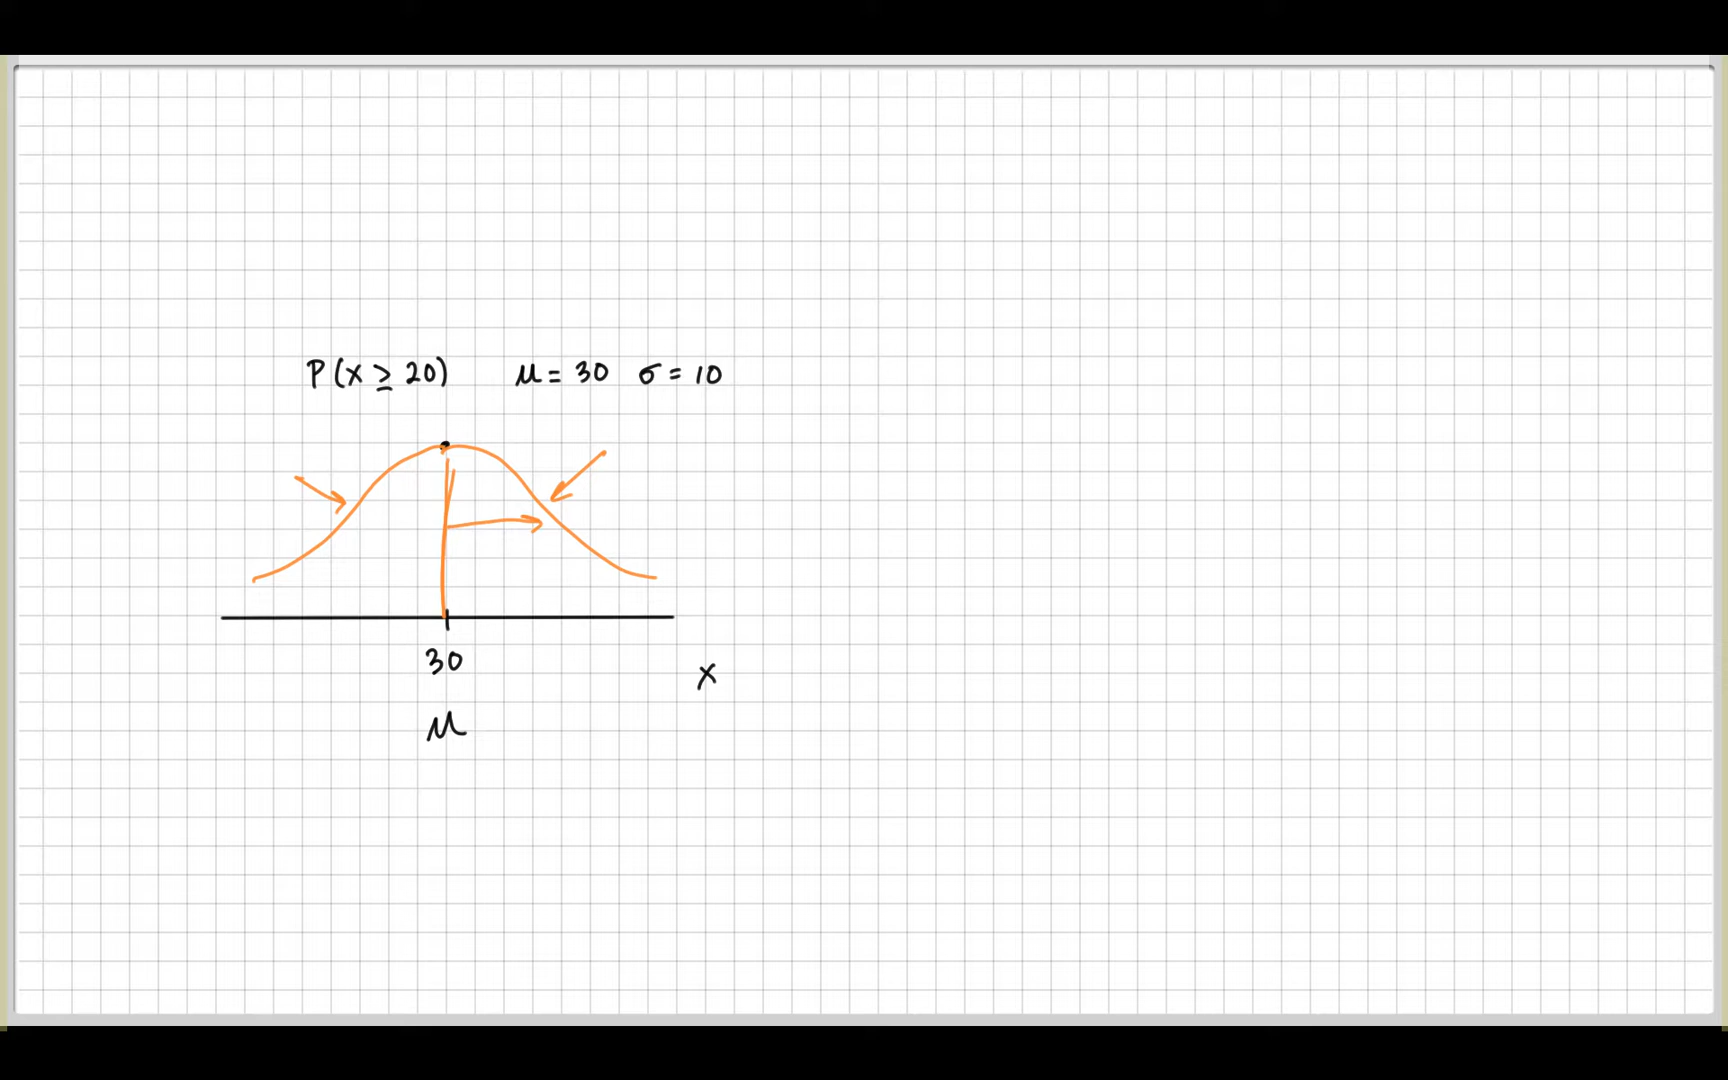 P(x ≥ 20) μ = 30 σ = 10
30
x
μ